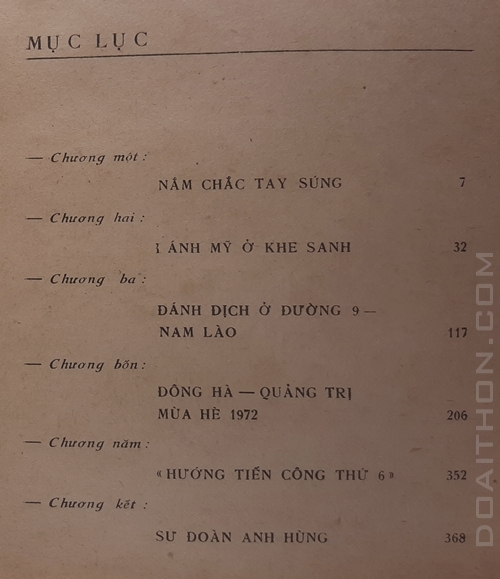 MỤC LỤC
— Chương một:
NẮM CHẮC TAY SÚNG 7
— Chương hai:
ÁNH MỸ Ở KHE SANH 32
— Chương ba:
ĐÁNH DỊCH Ở ĐƯỜNG 9 —
NAM LÀO 117
— Chương bốn:
ĐÔNG HÀ — QUẢNG TRỊ
MÙA HÈ 1972 206
— Chương năm:
«HƯỚNG TIẾN CÔNG THỨ 6» 352
— Chương kết:
SƯ ĐOÀN ANH HÙNG 368
DOAITHON.COM